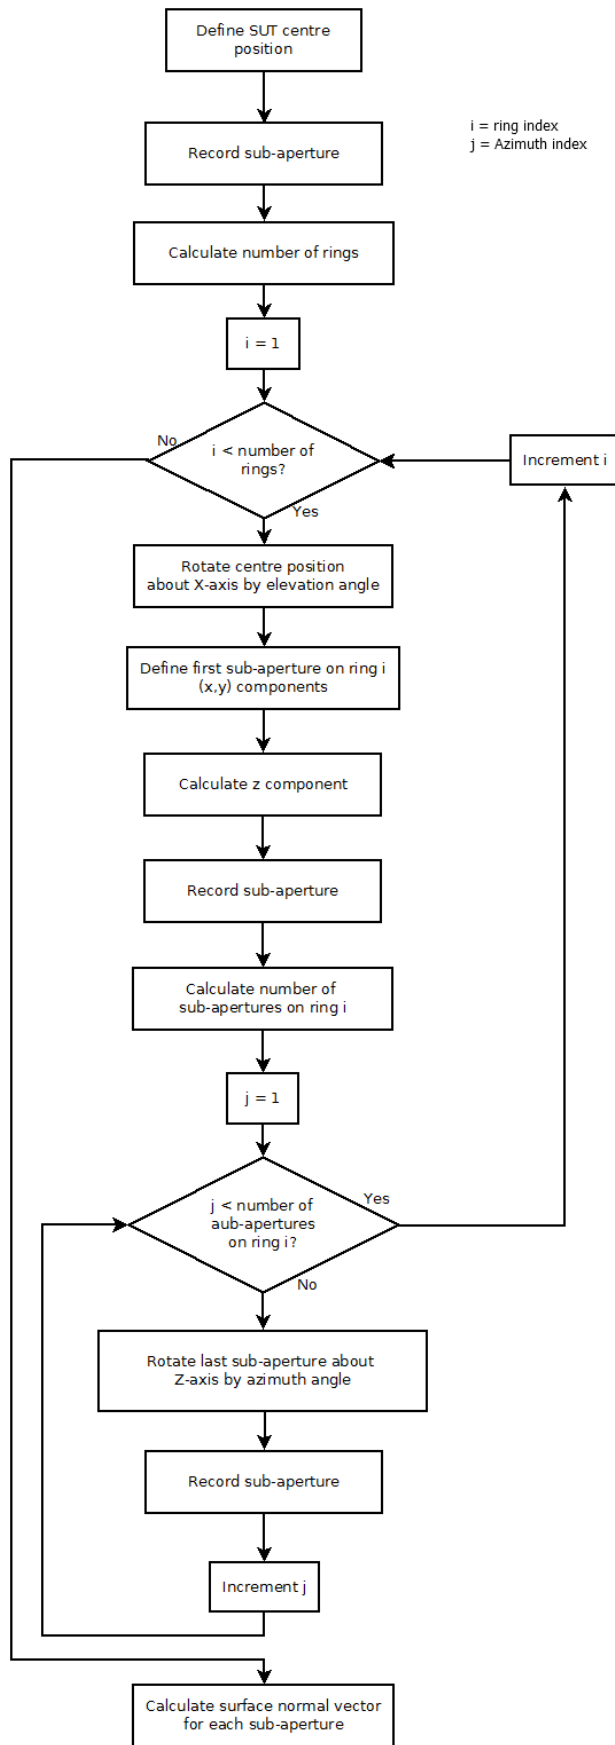 Define SUT centre
position
i = ring index
j = Azimuth index
Record sub-aperture
Calculate number of rings
i = 1
No
i < number of
rings?
Yes
Increment i
Rotate centre position
about X-axis by elevation angle
Define first sub-aperture on ring i
(x,y) components
Calculate z component
Record sub-aperture
Calculate number of
sub-apertures on ring i
j = 1
j < number of
aub-apertures
on ring i?
Yes
No
Rotate last sub-aperture about
Z-axis by azimuth angle
Record sub-aperture
Increment j
Calculate surface normal vector
for each sub-aperture